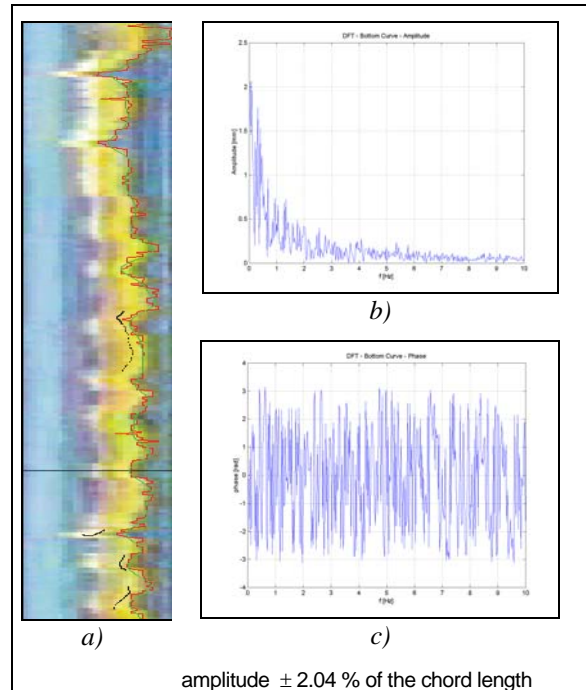 a)
DFT - Bottom Curve - Amplitude
Amplitude [mm]
2.5
2
1.5
1
0.5
0
0 1 2 3 4 5 6 7 8 9 10
f [Hz]
b)
DFT - Bottom Curve - Phase
phase [rad]
4
3
2
1
0
-1
-2
-3
-4
0 1 2 3 4 5 6 7 8 9 10
f [Hz]
c)
amplitude ± 2.04 % of the chord length